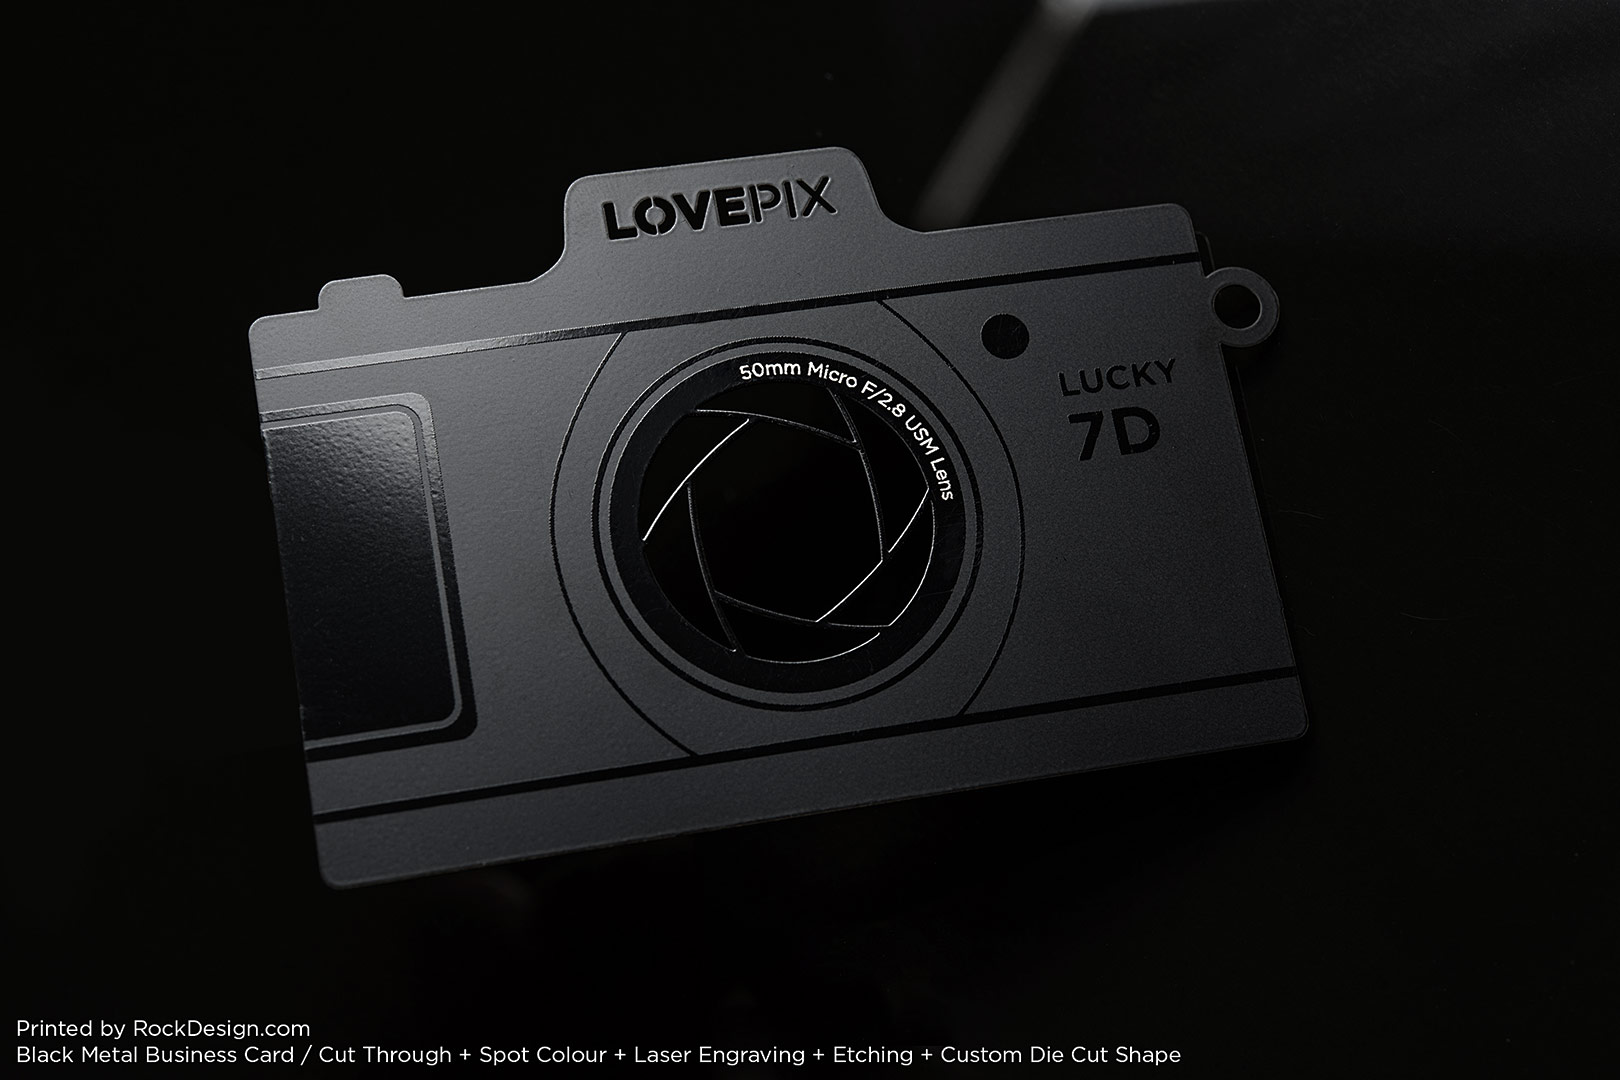 LOVEPIX
50mm Micro F/2.8 USM Lens
LUCKY
7D
Printed by RockDesign.com
Black Metal Business Card / Cut Through + Spot Colour + Laser Engraving + Etching + Custom Die Cut Shape